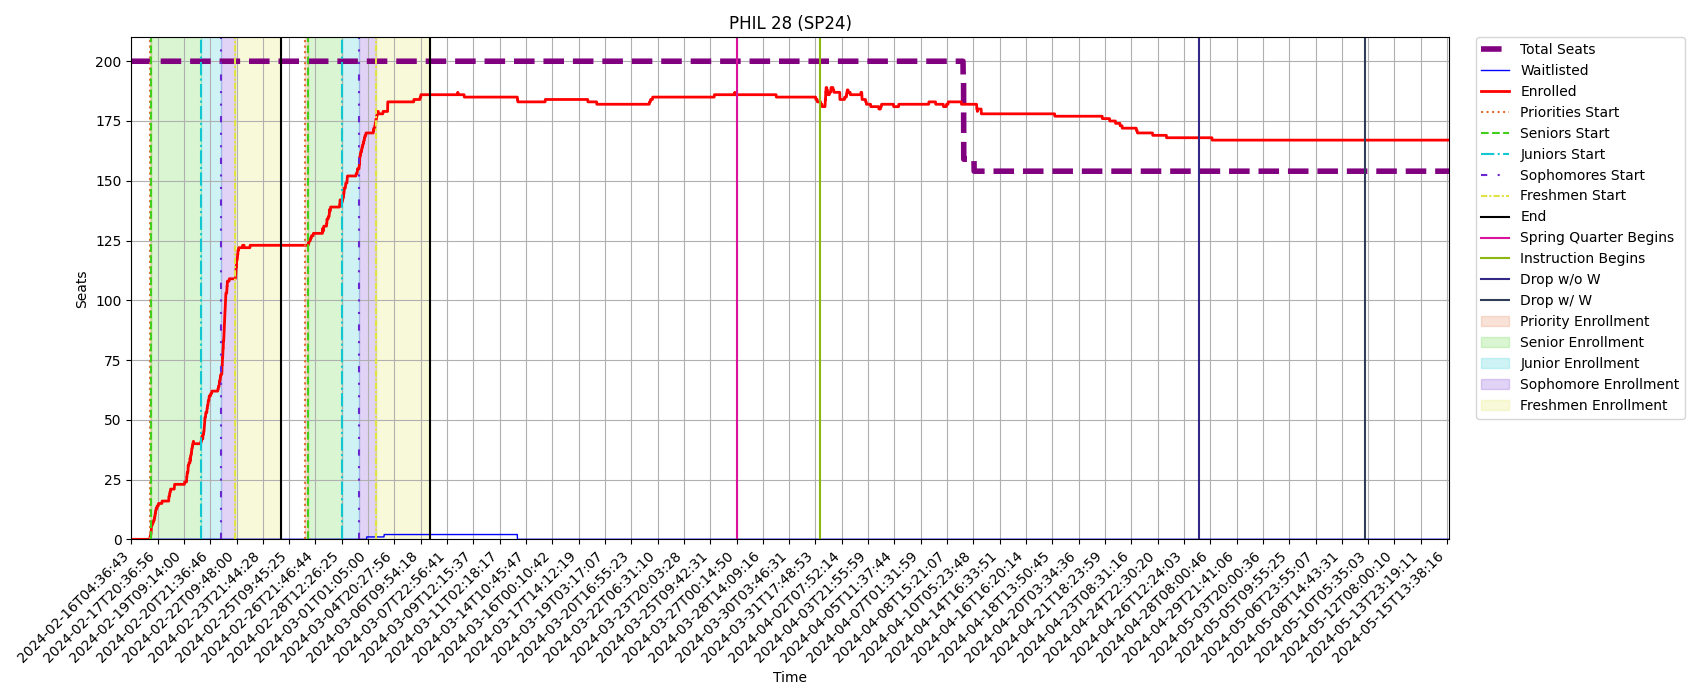 PHIL 28 (SP24)
Seats
200
175
150
125
100
75
50
25
0
2024-02-16T04:36:43
2024-02-17T20:36:56
2024-02-19T09:14:00
2024-02-20T21:36:46
2024-02-22T09:48:00
2024-02-23T21:44:28
2024-02-25T09:45:25
2024-02-26T21:46:44
2024-02-28T12:26:25
2024-03-01T01:05:00
2024-03-04T20:27:56
2024-03-06T09:54:18
2024-03-07T22:56:41
2024-03-09T12:15:37
2024-03-11T02:18:17
2024-03-14T10:45:47
2024-03-16T00:10:42
2024-03-17T14:12:19
2024-03-19T03:17:07
2024-03-20T16:55:23
2024-03-22T06:31:10
2024-03-23T20:03:28
2024-03-25T09:42:31
2024-03-27T00:14:50
2024-03-28T14:09:16
2024-03-30T03:46:31
2024-03-31T17:48:53
2024-04-02T07:52:14
2024-04-03T21:55:59
2024-04-05T11:37:44
2024-04-07T01:31:59
2024-04-08T15:21:07
2024-04-10T05:23:48
2024-04-14T16:33:51
2024-04-16T16:20:14
2024-04-18T13:50:45
2024-04-20T03:34:36
2024-04-21T18:23:59
2024-04-23T08:31:16
2024-04-24T22:30:20
2024-04-26T12:24:03
2024-04-28T08:00:46
2024-04-29T21:41:06
2024-05-03T20:00:36
2024-05-05T09:55:25
2024-05-06T23:55:07
2024-05-08T14:43:31
2024-05-10T05:35:03
2024-05-12T08:00:10
2024-05-13T23:19:11
2024-05-15T13:38:16
Time
Total Seats
Waitlisted
Enrolled
Priorities Start
Seniors Start
Juniors Start
Sophomores Start
Freshmen Start
End
Spring Quarter Begins
Instruction Begins
Drop w/o W
Drop w/ W
Priority Enrollment
Senior Enrollment
Junior Enrollment
Sophomore Enrollment
Freshmen Enrollment